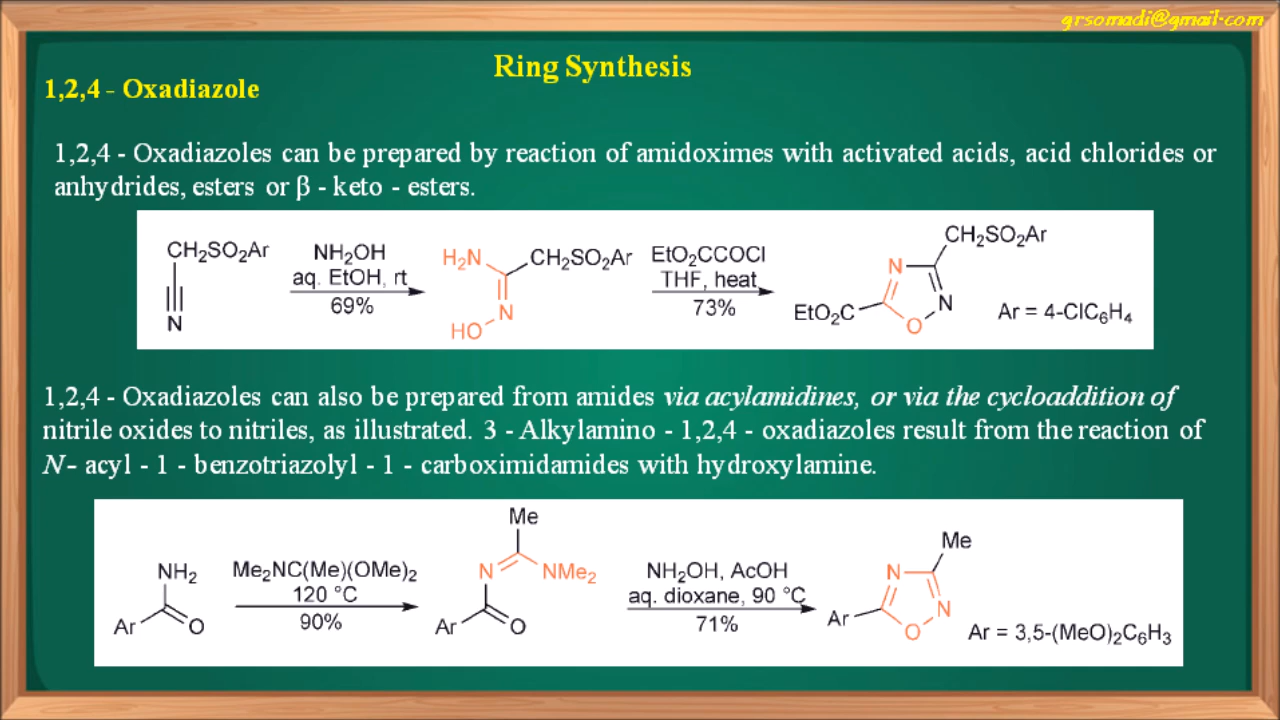 grsomadi@gmail.com
Ring Synthesis
1,2,4 - Oxadiazole
1,2,4 - Oxadiazoles can be prepared by reaction of amidoximes with activated acids, acid chlorides or
anhydrides, esters or β - keto - esters.
CH2SO2Ar
N
NH2OH
aq. EtOH, rt
69%
H2N
CH2SO2Ar
N
HO
EtO2CCOCl
THF, heat
73%
CH2SO2Ar
N
N
EtO2C
O
Ar = 4-ClC6H4
1,2,4 - Oxadiazoles can also be prepared from amides via acylamidines, or via the cycloaddition of
nitrile oxides to nitriles, as illustrated. 3 - Alkylamino - 1,2,4 - oxadiazoles result from the reaction of
N- acyl - 1 - benzotriazolyl - 1 - carboximidamides with hydroxylamine.
NH2
Ar
O
Me2NC(Me)(OMe)2
120 °C
90%
Me
N
NMe2
Ar
O
NH2OH, AcOH
aq. dioxane, 90 °C
71%
Me
N
N
Ar
O
Ar = 3,5-(MeO)2C6H3